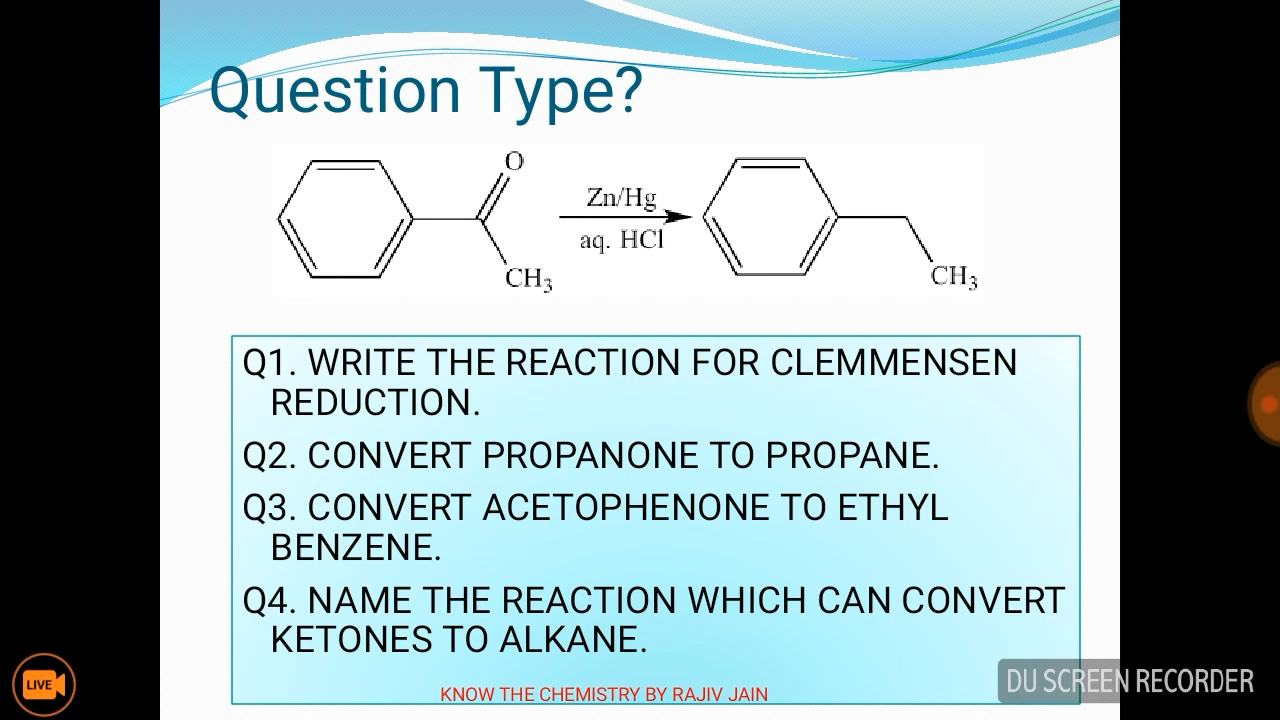 Question Type?
O
Zn/Hg
aq. HCl
CH3
CH3
Q1. WRITE THE REACTION FOR CLEMMENSEN
REDUCTION.
Q2. CONVERT PROPANONE TO PROPANE.
Q3. CONVERT ACETOPHENONE TO ETHYL
BENZENE.
Q4. NAME THE REACTION WHICH CAN CONVERT
KETONES TO ALKANE.
KNOW THE CHEMISTRY BY RAJIV JAIN
LIVE
DU SCREEN RECORDER